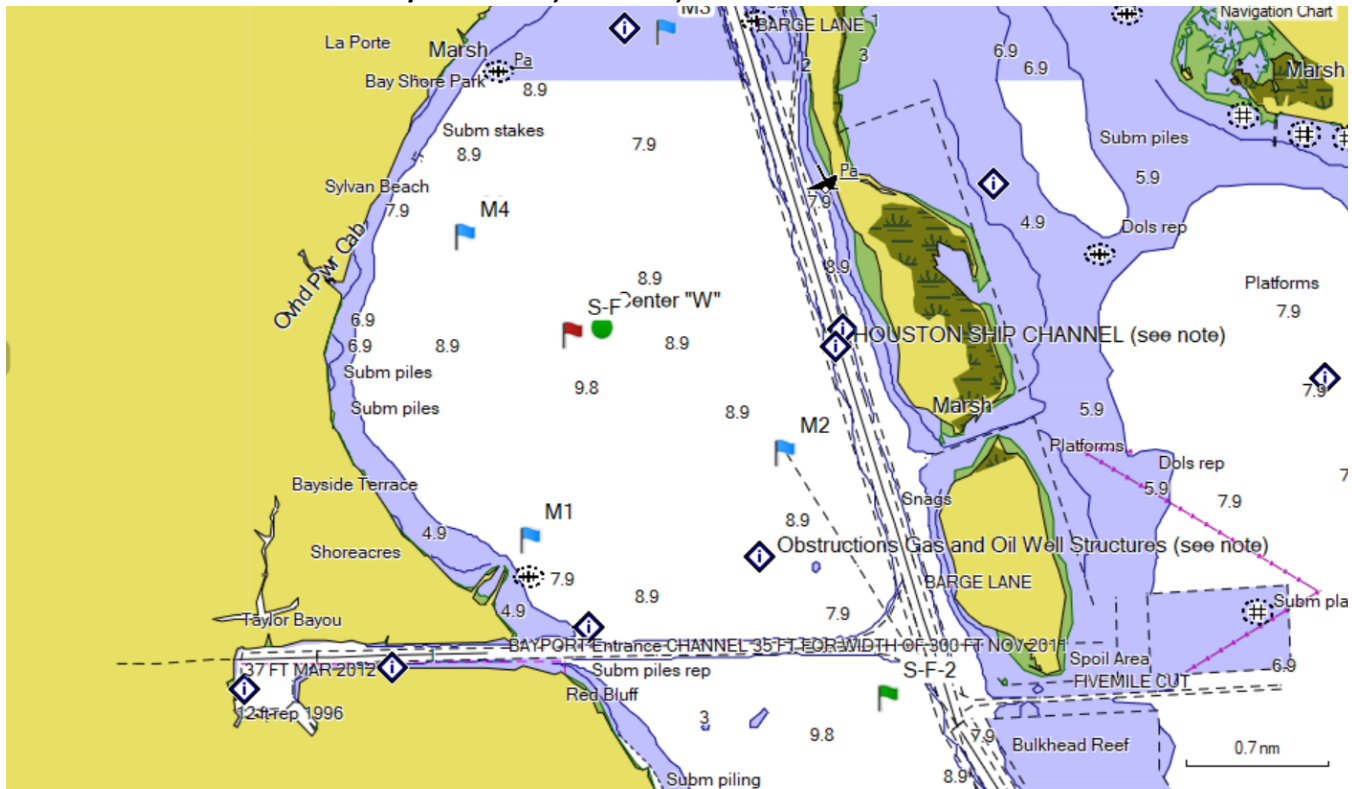 M3
BARGE LANE
1
Navigation Chart
La Porte
Marsh
Pa
3
6.9
2
6.9
Marsh
Bay Shore Park
8.9
Subm stakes
7.9
Subm piles
8.9
5.9
Pa
Sylvan Beach
7.9
M4
7.9
4.9
Dols rep
Ovhd Pwr Cab
8.9
8.9
Platforms
7.9
S-F
Center "W"
6.9
6.9
8.9
8.9
HOUSTON SHIP CHANNEL (see note)
Subm piles
9.8
7.9
Subm piles
8.9
Marsh
5.9
M2
Platforms
Dols rep
Bayside Terrace
5.9
7.9
Snags
M1
8.9
4.9
Shoreacres
Obstructions Gas and Oil Well Structures (see note)
7.9
BARGE LANE
8.9
4.9
7.9
Subm pla
Taylor Bayou
BAYPORT Entrance CHANNEL 35 FT FOR WIDTH OF 300 FT NOV 2011
37 FT MAR 2012
Subm piles rep
S-F-2
Spoil Area
6.9
FIVEMILE CUT
Red Bluff
12 ft rep 1996
3
9.8
7.9
Bulkhead Reef
0.7 nm
Subm piling
8.9